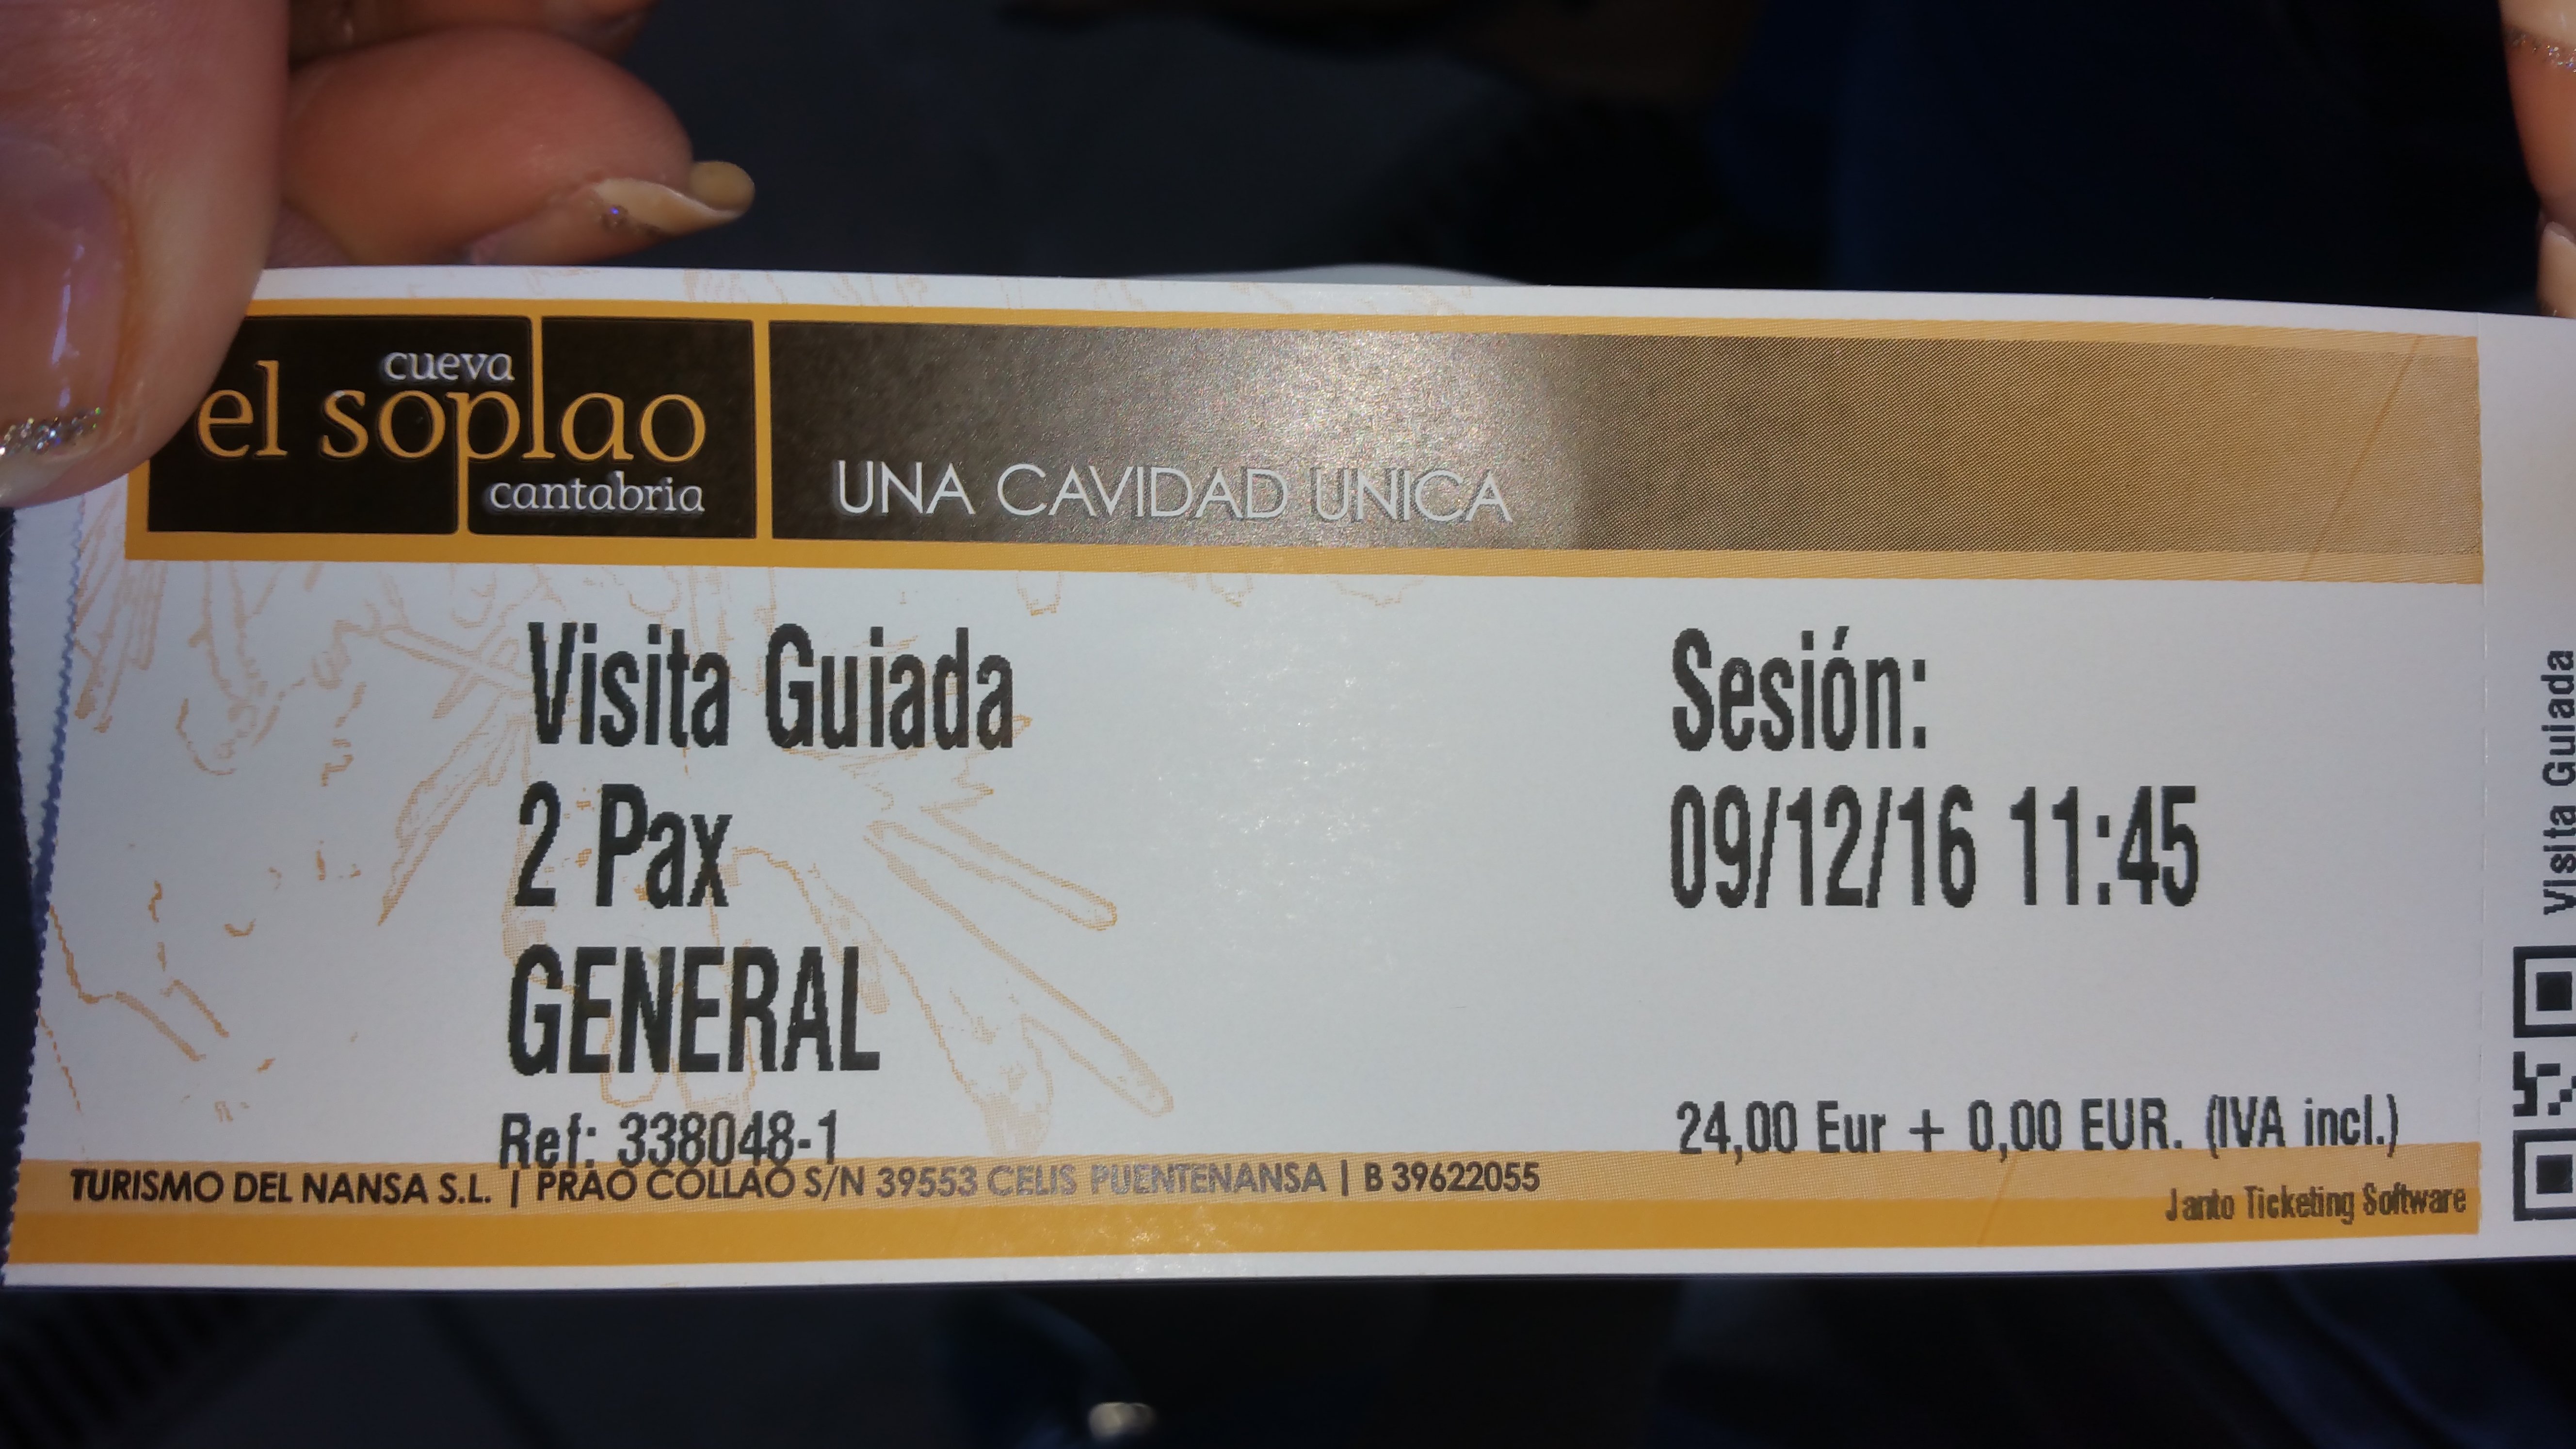 cueva
el soplao
cantabria
UNA CAVIDAD UNICA
Visita Guiada
2 Pax
GENERAL
Ref: 338048-1
Sesión:
09/12/16 11:45
24,00 Eur + 0,00 EUR. (IVA incl.)
TURISMO DEL NANSA S.L. | PRAO COLLAO S/N 39553 CELIS PUENTENANSA | B 39622055
Janto Ticketing Software
Visita Guiada